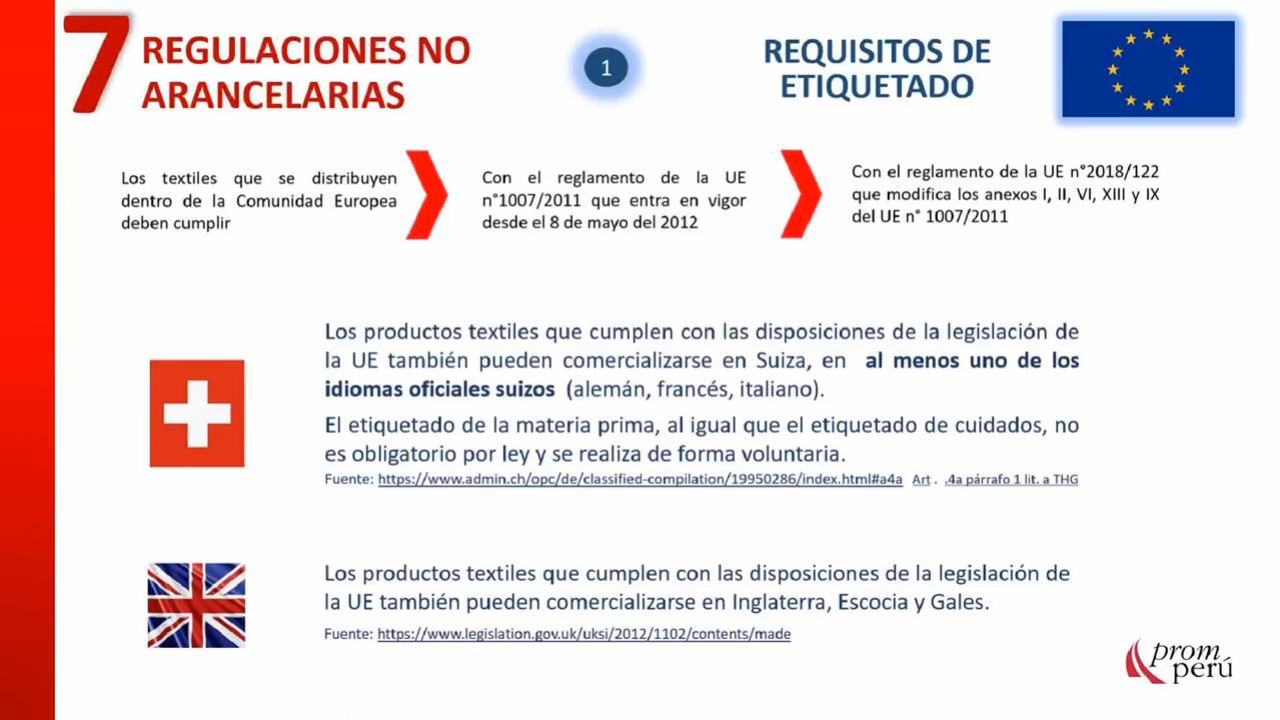 7
REGULACIONES NO
ARANCELARIAS
1
REQUISITOS DE
ETIQUETADO
Los textiles que se distribuyen
dentro de la Comunidad Europea
deben cumplir
Con el reglamento de la UE
n°1007/2011 que entra en vigor
desde el 8 de mayo del 2012
Con el reglamento de la UE n°2018/122
que modifica los anexos I, II, VI, XIII y IX
del UE n° 1007/2011
Los productos textiles que cumplen con las disposiciones de la legislación de
la UE también pueden comercializarse en Suiza, en al menos uno de los
idiomas oficiales suizos (alemán, francés, italiano).
El etiquetado de la materia prima, al igual que el etiquetado de cuidados, no
es obligatorio por ley y se realiza de forma voluntaria.
Fuente: https://www.admin.ch/opc/de/classified-compilation/19950286/index.html#a4a Art . .4a párrafo 1 lit. a THG
Los productos textiles que cumplen con las disposiciones de la legislación de
la UE también pueden comercializarse en Inglaterra, Escocia y Gales.
Fuente: https://www.legislation.gov.uk/uksi/2012/1102/contents/made
prom
perú